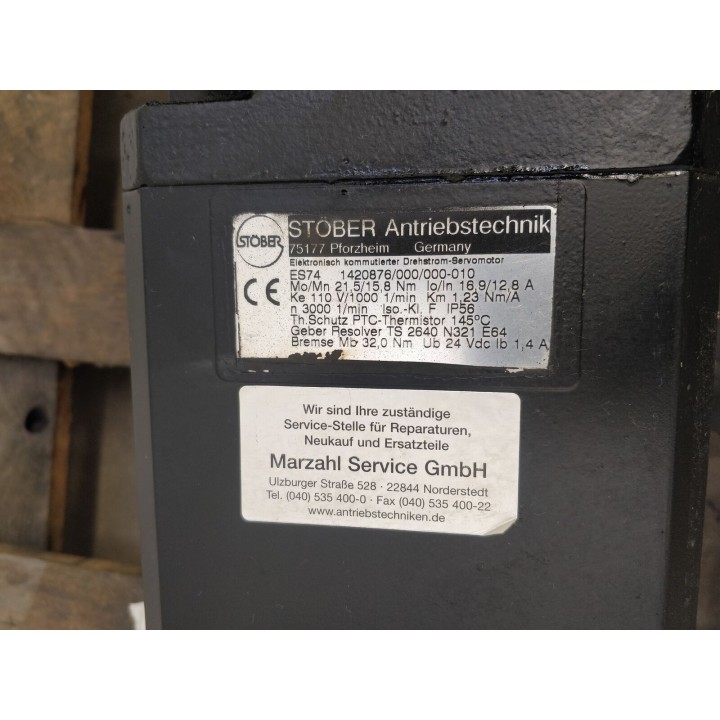 STÖBER
STÖBER Antriebstechnik
75177 Pforzheim Germany
Elektronisch kommutierter Drehstrom-Servomotor
ES74 1420876/000/000-010
CE
Mo/Mn 21,5/15,8 Nm Io/In 16,9/12,8 A
Ke 110 V/1000 1/min Km 1,23 Nm/A
n 3000 1/min Iso.-Kl. F IP56
Th.Schutz PTC-Thermistor 145°C
Geber Resolver TS 2640 N321 E64
Bremse Mb 32,0 Nm Ub 24 Vdc Ib 1,4 A
Wir sind Ihre zuständige
Service-Stelle für Reparaturen,
Neukauf und Ersatzteile
Marzahl Service GmbH
Ulzburger Straße 528 · 22844 Norderstedt
Tel. (040) 535 400-0 · Fax (040) 535 400-22
www.antriebstechniken.de